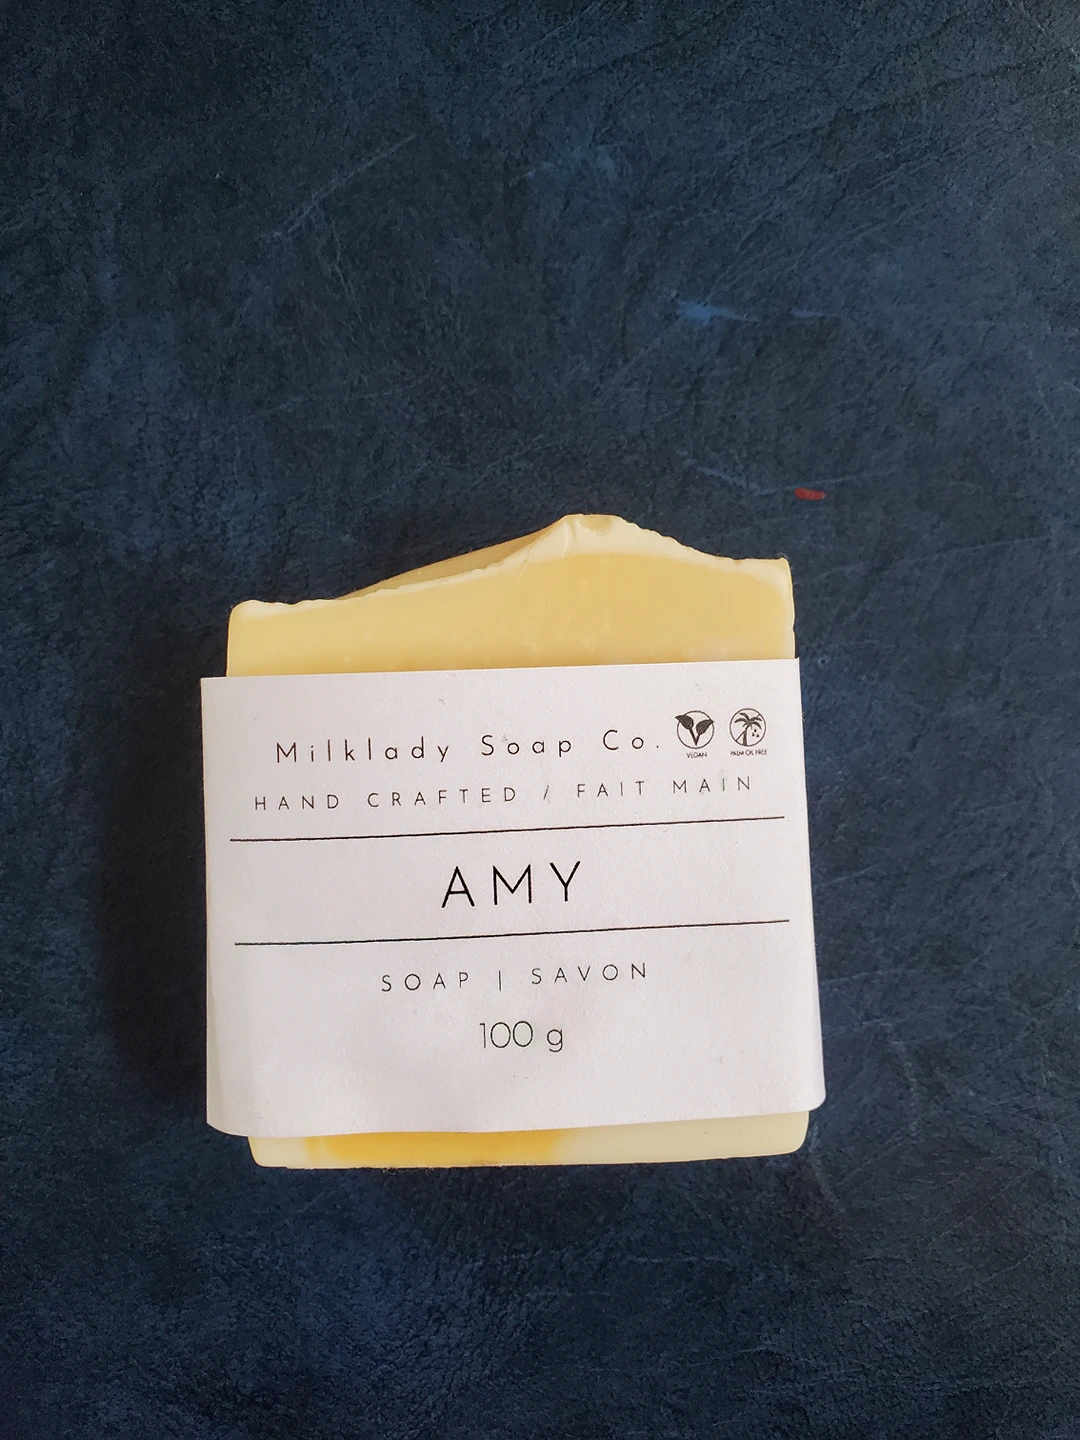 Milklady Soap Co.
VEGAN
PALM OIL FREE
HAND CRAFTED / FAIT MAIN
AMY
SOAP | SAVON
100 g